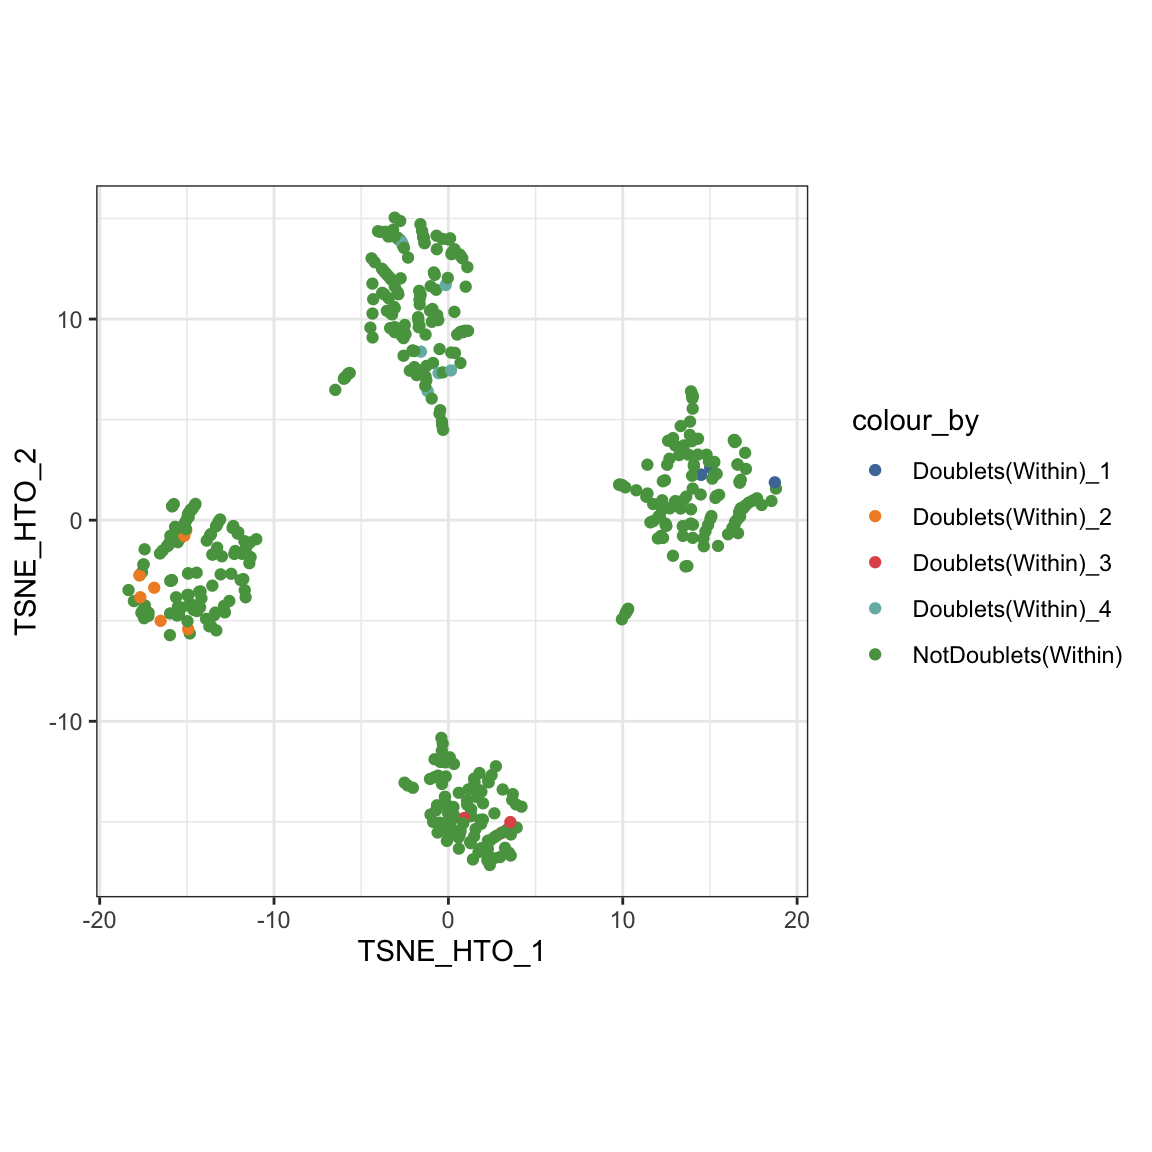 TSNE_HTO_2
10
0
-10
-20
-10
0
10
20
TSNE_HTO_1
colour_by
Doublets(Within)_1
Doublets(Within)_2
Doublets(Within)_3
Doublets(Within)_4
NotDoublets(Within)